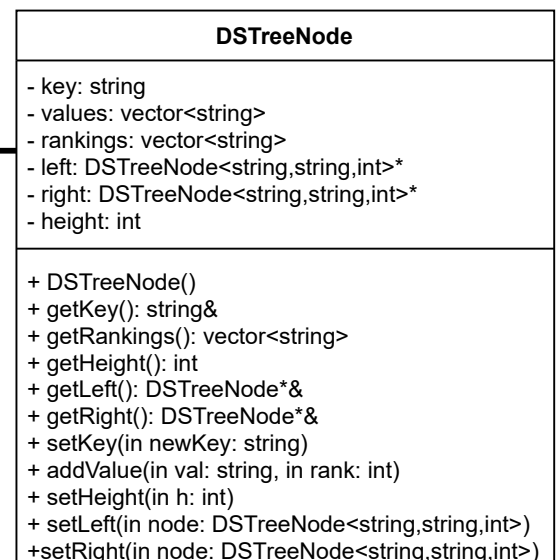 DSTreeNode
- key: string
- values: vector<string>
- rankings: vector<string>
- left: DSTreeNode<string,string,int>*
- right: DSTreeNode<string,string,int>*
- height: int
+ DSTreeNode()
+ getKey(): string&
+ getRankings(): vector<string>
+ getHeight(): int
+ getLeft(): DSTreeNode*&
+ getRight(): DSTreeNode*&
+ setKey(in newKey: string)
+ addValue(in val: string, in rank: int)
+ setHeight(in h: int)
+ setLeft(in node: DSTreeNode<string,string,int>)
+setRight(in node: DSTreeNode<string,string,int>)